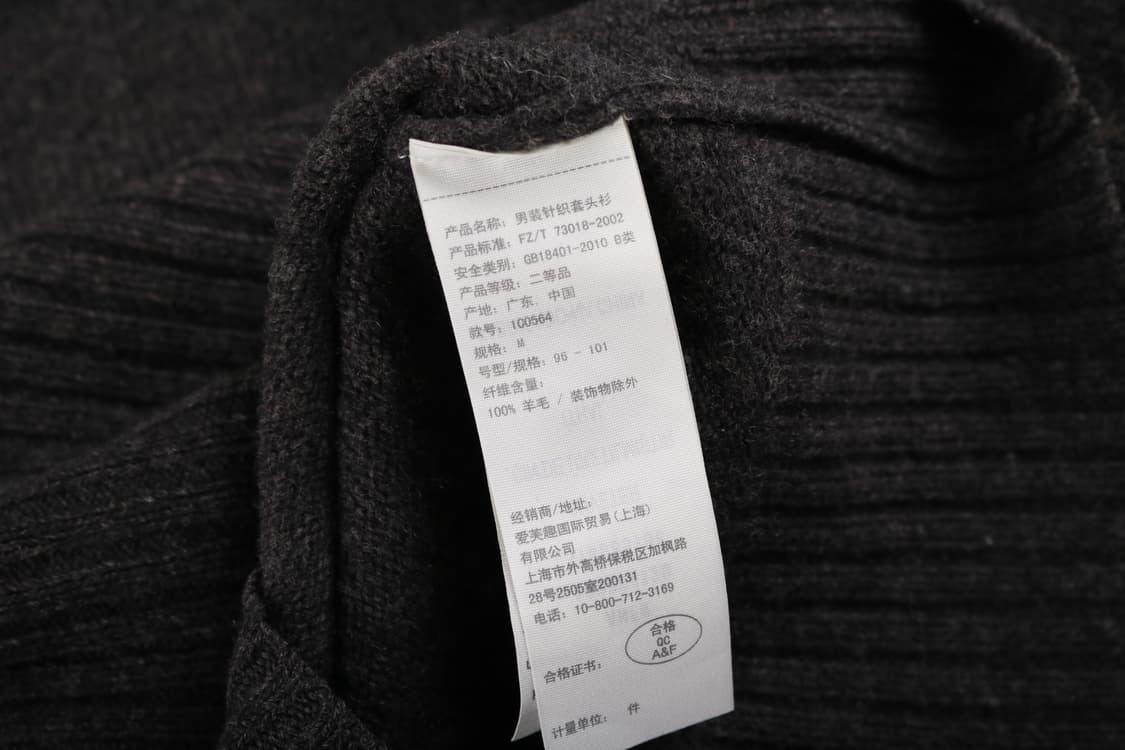 产品名称：男装针织套头衫
产品标准：FZ/T 73018-2002
安全类别：GB18401-2010 B类
产品等级：二等品
产地：广东, 中国
款号：100564
规格：M
号型/规格：96 - 101
纤维含量：
100% 羊毛 / 装饰物除外
经销商/地址：
爱芙趣国际贸易(上海)
有限公司
上海市外高桥保税区加枫路
28号2505室200131
电话：10-800-712-3169
合格
QC
A&F
合格证书：
计量单位： 件